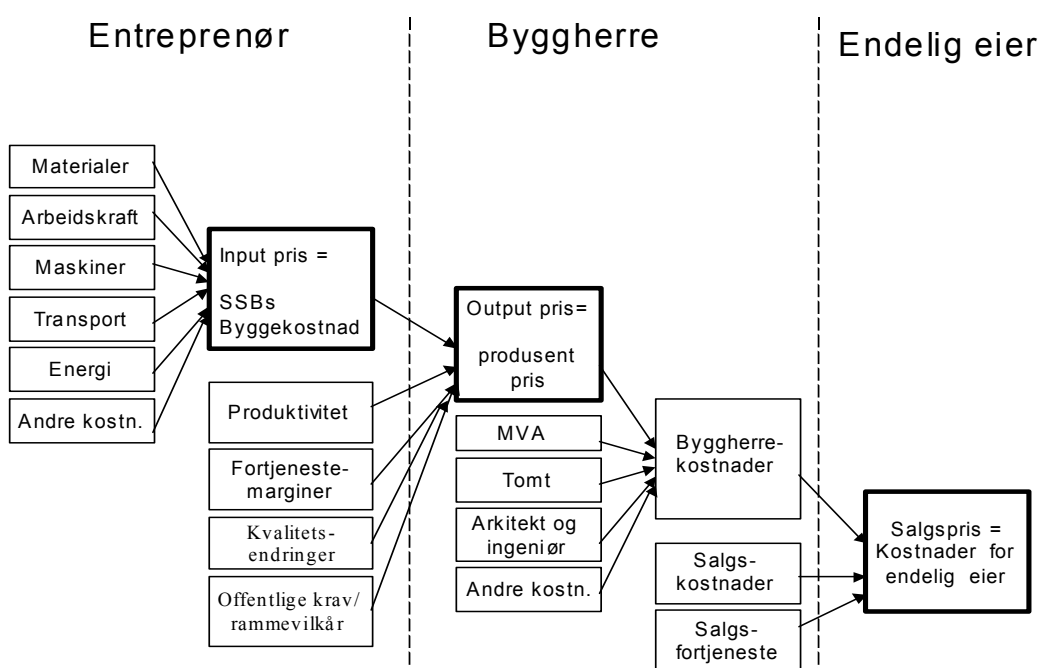 Entreprenør
Byggherre
Endelig eier
Materialer
Arbeidskraft
Maskiner
Transport
Energi
Andre kostn.
Input pris =
SSBs
Byggekostnad
Produktivitet
Fortjeneste-
marginer
Kvalitets-
endringer
Offentlige krav/
rammevilkår
Output pris=
produsent
pris
MVA
Tomt
Arkitekt og
ingeniør
Andre kostn.
Byggherre-
kostnader
Salgs-
kostnader
Salgs-
fortjeneste
Salgspris =
Kostnader for
endelig eier